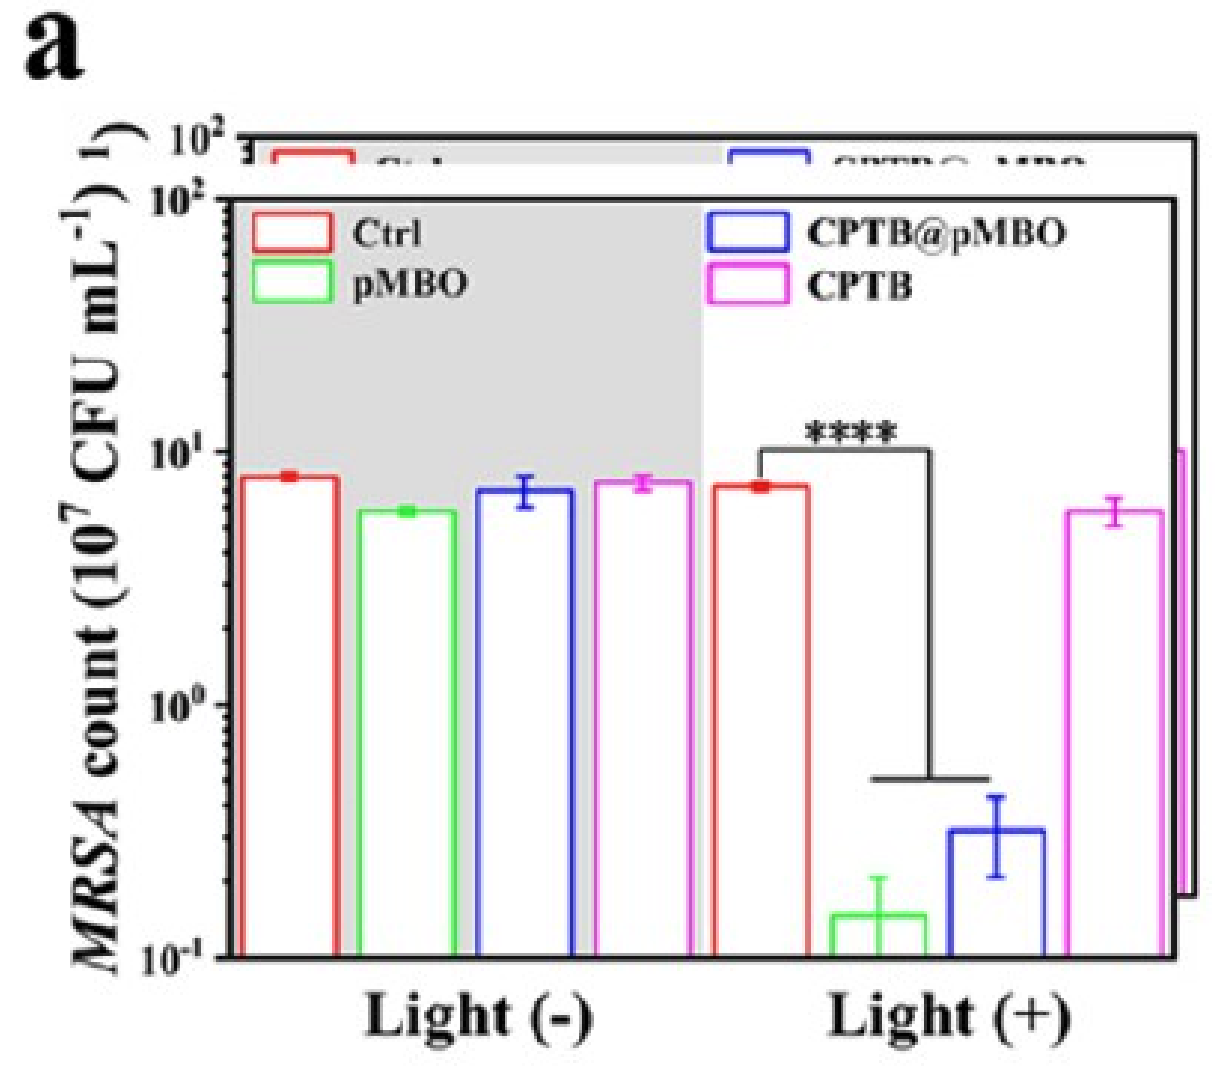 a
10² 1)
MRSA count (10⁷ CFU mL⁻¹)
10²
Ctrl
pMBO
CPTB@pMBO
CPTB
10¹
****
10⁰
10⁻¹
Light (-)
Light (+)